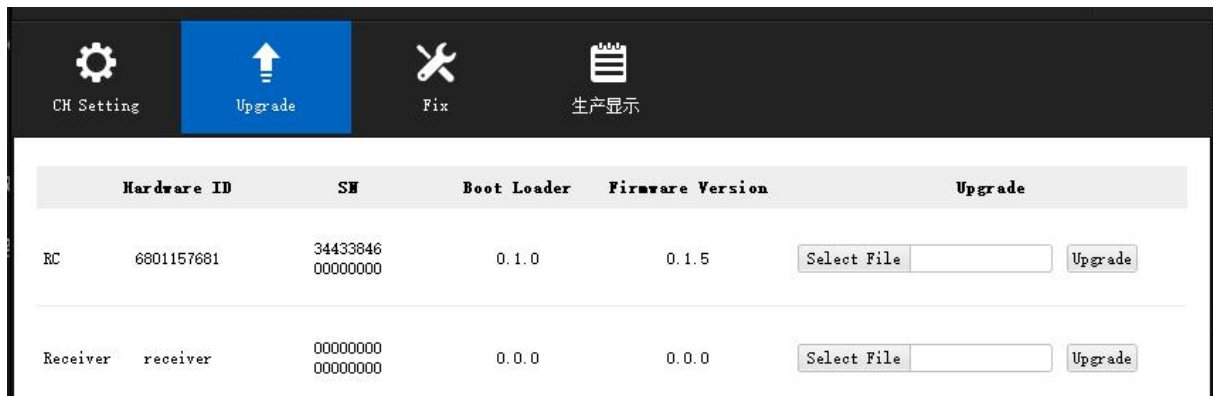 CH Setting Upgrade Fix 生产显示
Hardware ID SN Boot Loader Firmware Version Upgrade
RC 6801157681 34433846 0.1.0 0.1.5 Select File Upgrade
00000000
Receiver receiver 00000000 0.0.0 0.0.0 Select File Upgrade
00000000